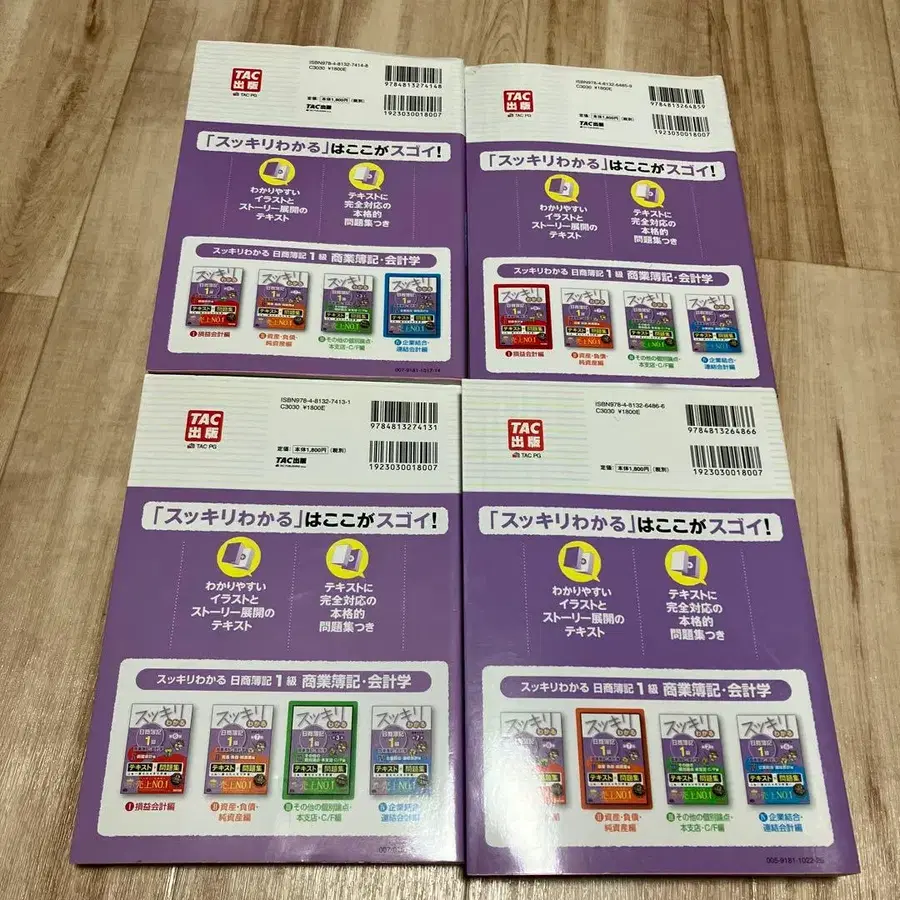 TAC
出版
TAC PG
ISBN978-4-8132-7414-8
C3030 ¥1800E
定価 本体1,800円 (税別)
TAC出版
9784813274148
1923030018007
「スッキリわかる」はここがスゴイ!
わかりやすい
イラストと
ストーリー展開の
テキスト
テキストに
完全対応の
本格的
問題集つき
スッキリわかる 日商簿記1級 商業簿記・会計学
Ⅰ 損益会計編
Ⅱ 資産・負債・
純資産編
Ⅲ その他の個別論点・
本支店・C/F編
Ⅳ 企業結合・
連結会計編
TAC
出版
TAC PG
ISBN978-4-8132-6485-9
C3030 ¥1800E
定価 本体1,800円 (税別)
TAC出版
9784813264859
1923030018007
「スッキリわかる」はここがスゴイ!
わかりやすい
イラストと
ストーリー展開の
テキスト
テキストに
完全対応の
本格的
問題集つき
スッキリわかる 日商簿記1級 商業簿記・会計学
Ⅰ 損益会計編
Ⅱ 資産・負債・
純資産編
Ⅲ その他の個別論点・
本支店・C/F編
Ⅳ 企業結合・
連結会計編
TAC
出版
TAC PG
ISBN978-4-8132-7413-1
C3030 ¥1800E
定価 本体1,800円 (税別)
TAC出版
9784813274131
1923030018007
「スッキリわかる」はここがスゴイ!
わかりやすい
イラストと
ストーリー展開の
テキスト
テキストに
完全対応の
本格的
問題集つき
スッキリわかる 日商簿記1級 商業簿記・会計学
Ⅰ 損益会計編
Ⅱ 資産・負債・
純資産編
Ⅲ その他の個別論点・
本支店・C/F編
Ⅳ 企業結合・
連結会計編
TAC
出版
TAC PG
ISBN978-4-8132-6486-6
C3030 ¥1800E
定価 本体1,800円 (税別)
9784813264866
1923030018007
「スッキリわかる」はここがスゴイ!
わかりやすい
イラストと
ストーリー展開の
テキスト
テキストに
完全対応の
本格的
問題集つき
スッキリわかる 日商簿記1級 商業簿記・会計学
損益会計編
Ⅱ 資産・負債・
純資産編
Ⅲ その他の個別論点・
本支店・C/F編
Ⅳ 企業結合・
連結会計編